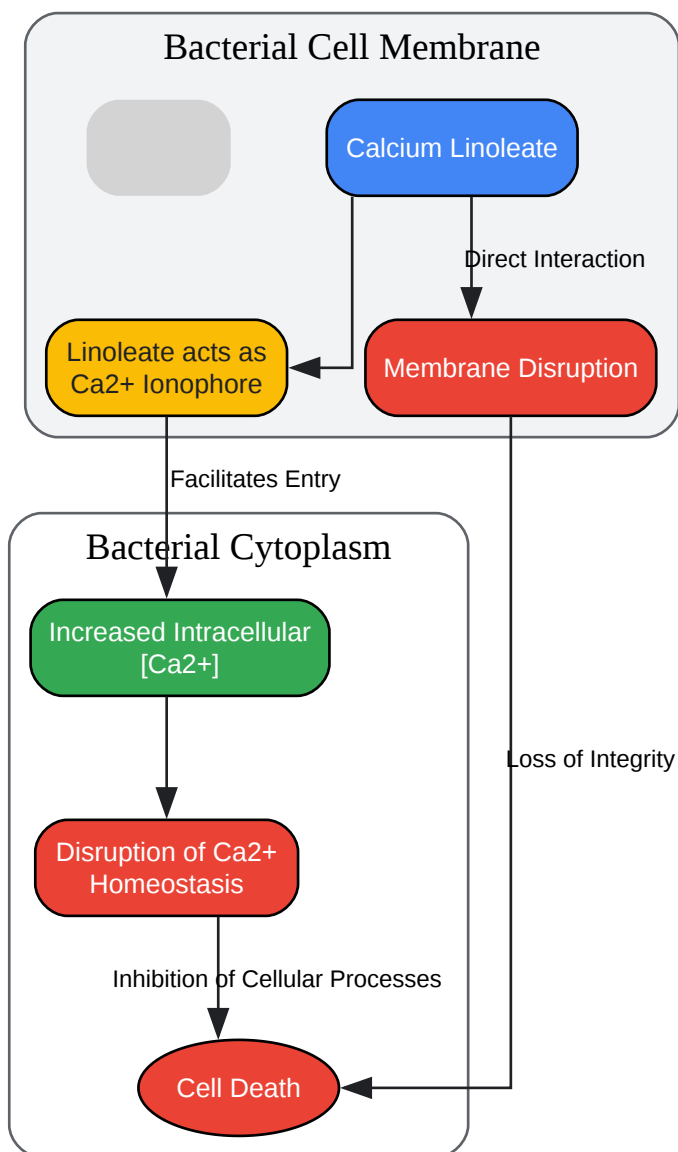 Bacterial Cell Membrane
Calcium Linoleate
Direct Interaction
Linoleate acts as
Ca2+ Ionophore
Membrane Disruption
Facilitates Entry
Bacterial Cytoplasm
Increased Intracellular
[Ca2+]
Loss of Integrity
Disruption of Ca2+
Homeostasis
Inhibition of Cellular Processes
Cell Death